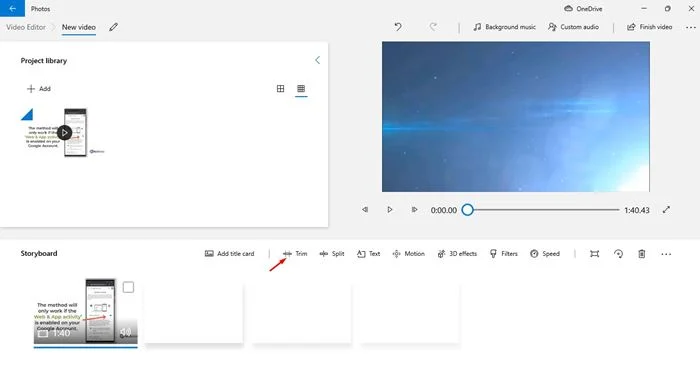 Photos
OneDrive
Video Editor
New video
Background music
Custom audio
Finish video
Project library
Add
The method will
only work if the
'Web & App activity'
is enabled on your
Google Account.
0:00.00
1:40.43
Storyboard
Add title card
Trim
Split
Text
Motion
3D effects
Filters
Speed
The method will
only work if the
'Web & App activity'
is enabled on your
Google Account.
1:40